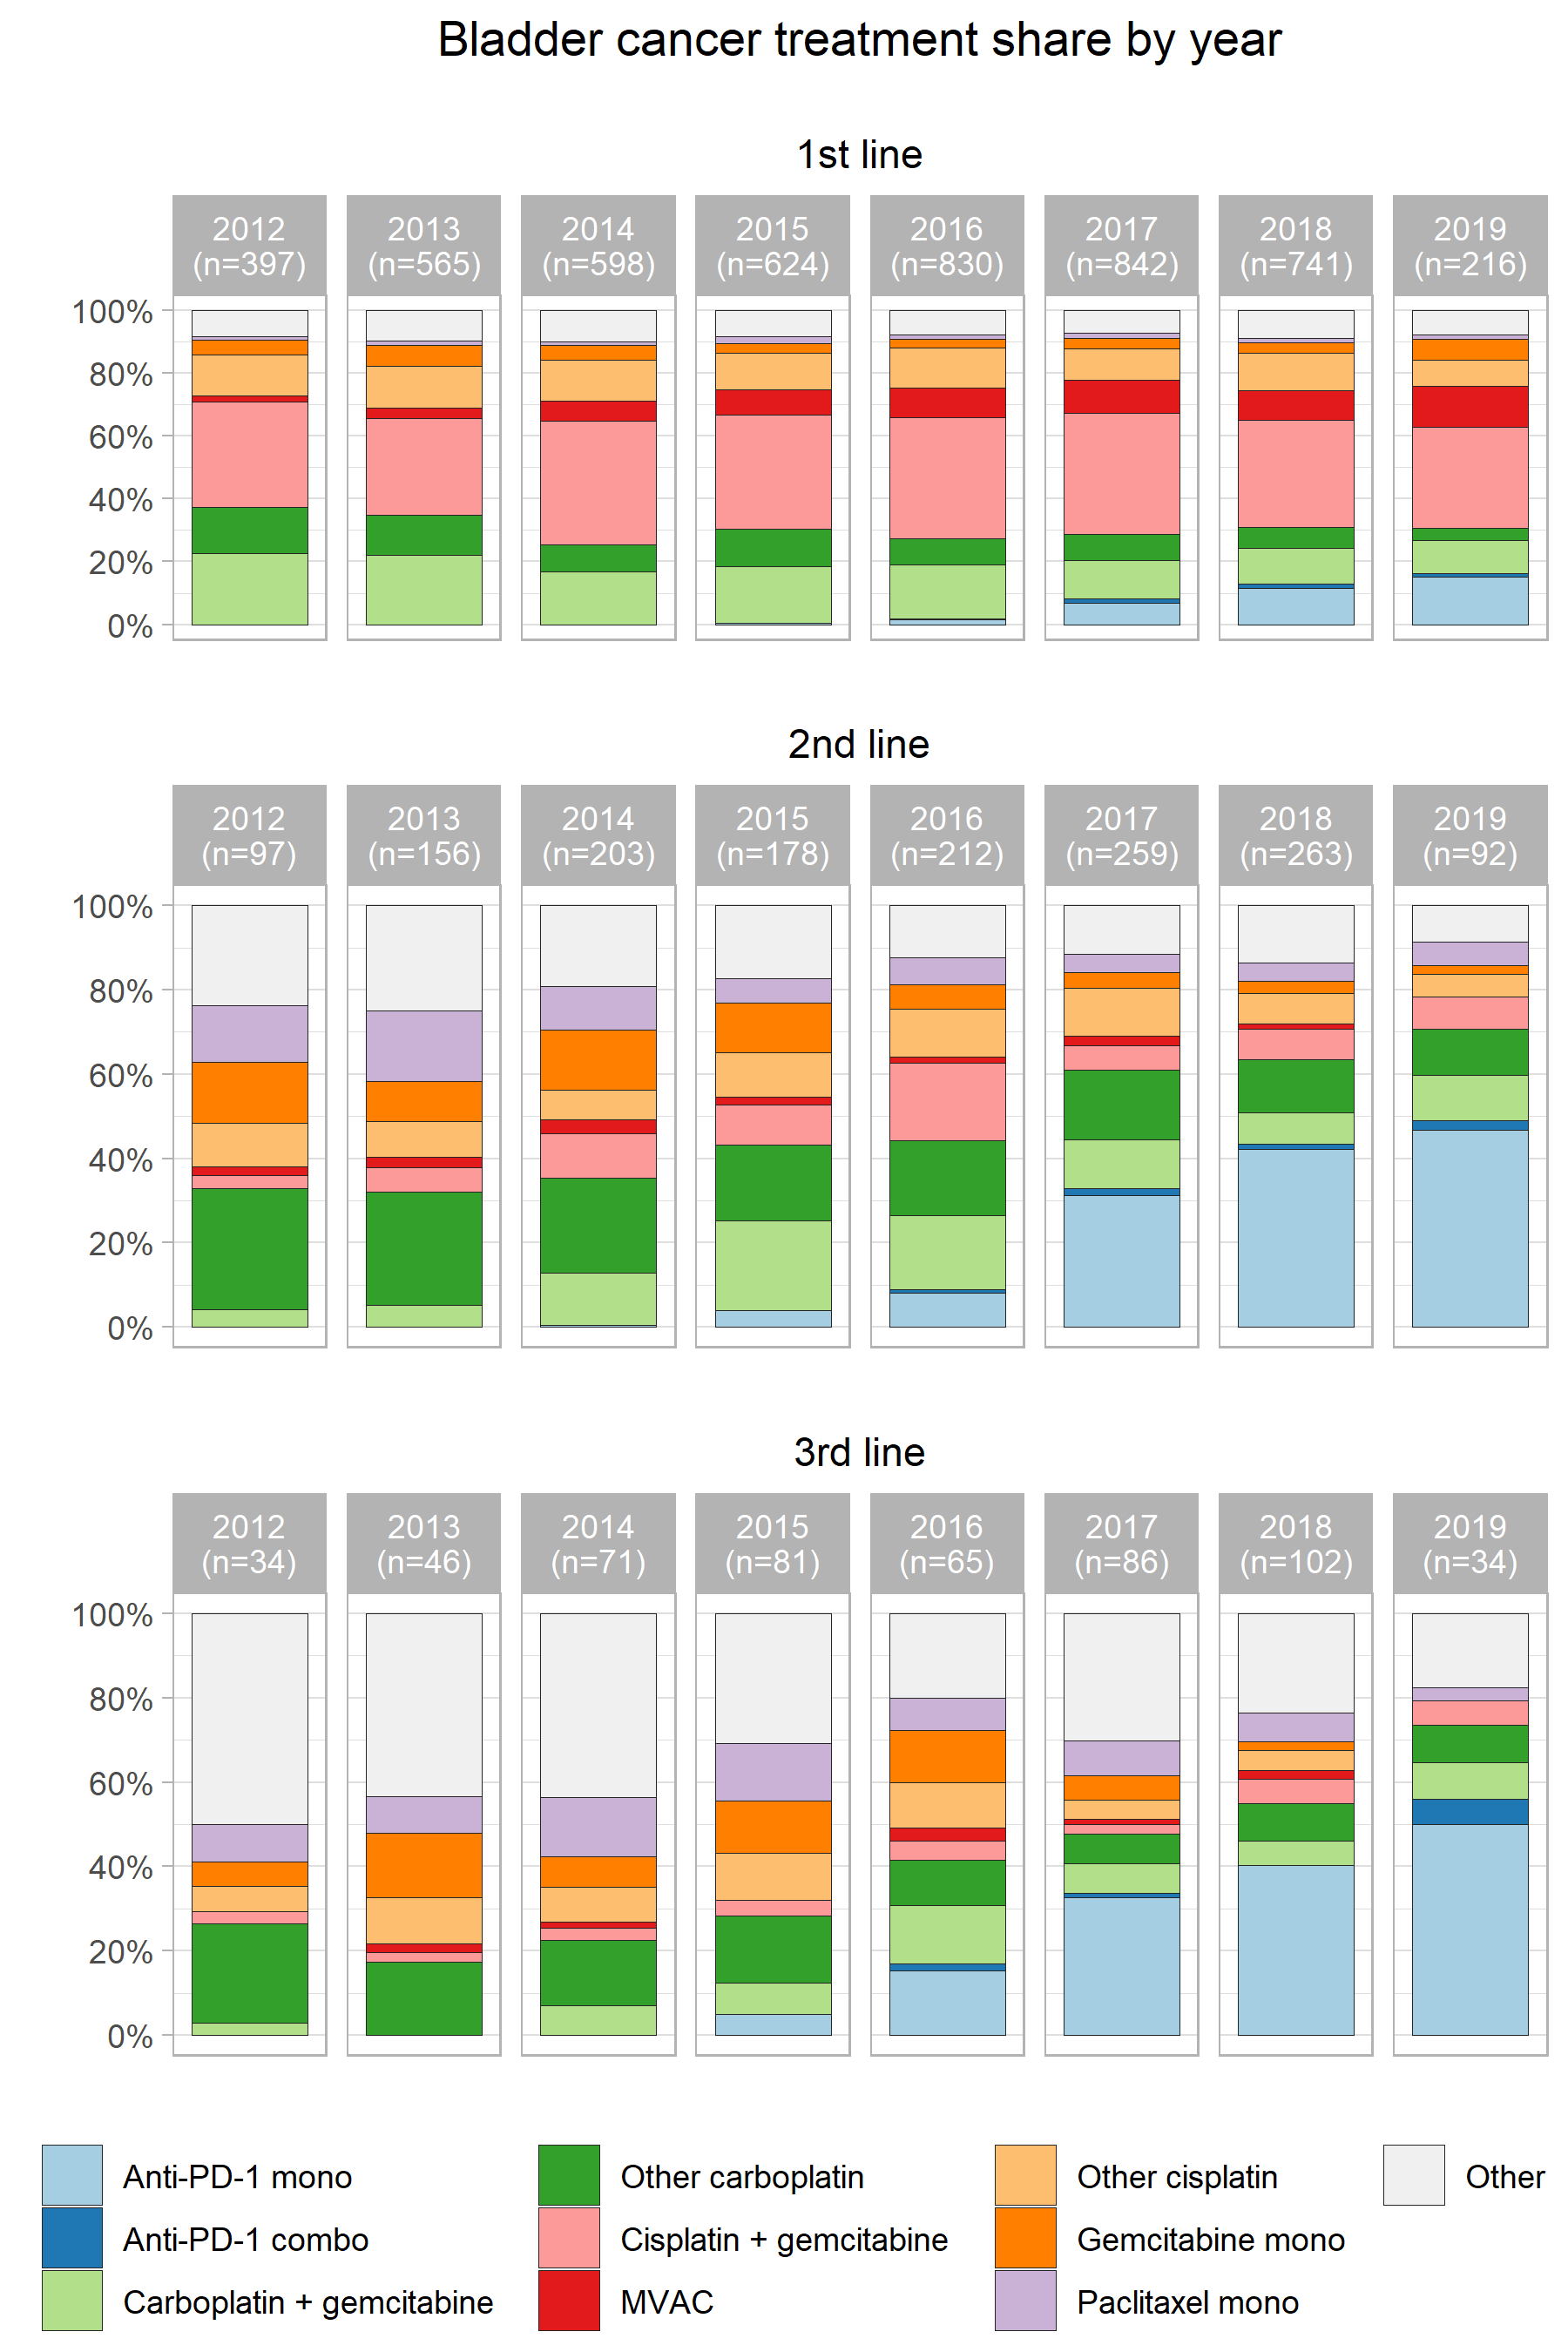 Bladder cancer treatment share by year
1st line
2012 2013 2014 2015 2016 2017 2018 2019
(n=397) (n=565) (n=598) (n=624) (n=830) (n=842) (n=741) (n=216)
100%
80%
60%
40%
20%
0%
2nd line
2012 2013 2014 2015 2016 2017 2018 2019
(n=97) (n=156) (n=203) (n=178) (n=212) (n=259) (n=263) (n=92)
100%
80%
60%
40%
20%
0%
3rd line
2012 2013 2014 2015 2016 2017 2018 2019
(n=34) (n=46) (n=71) (n=81) (n=65) (n=86) (n=102) (n=34)
100%
80%
60%
40%
20%
0%
Anti-PD-1 mono Other carboplatin Other cisplatin Other
Anti-PD-1 combo Cisplatin + gemcitabine Gemcitabine mono
Carboplatin + gemcitabine MVAC Paclitaxel mono